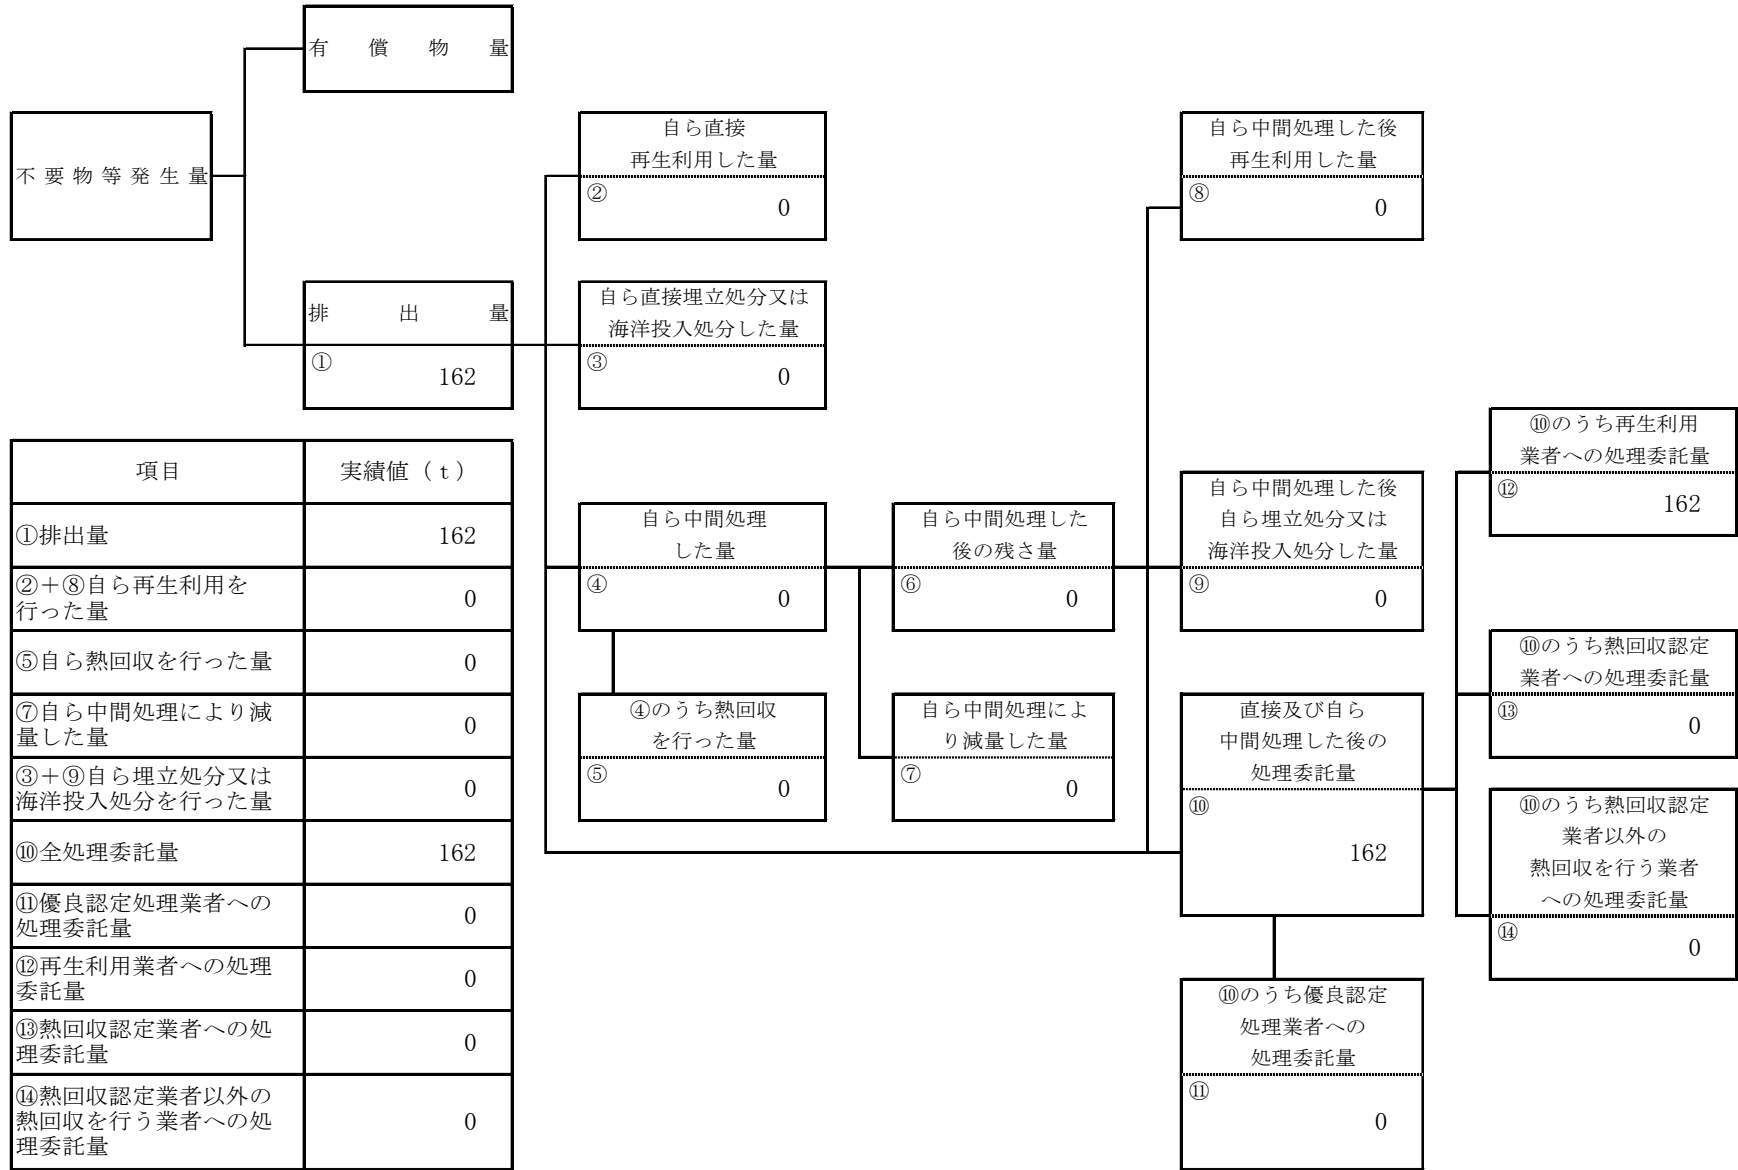 有償物量
不要物等発生量
排出量
① 162
自ら直接
再生利用した量
② 0
自ら直接埋立処分又は
海洋投入処分した量
③ 0
自ら中間処理
した量
④ 0
④のうち熱回収
を行った量
⑤ 0
自ら中間処理した
後の残さ量
⑥ 0
自ら中間処理によ
り減量した量
⑦ 0
自ら中間処理した後
再生利用した量
⑧ 0
自ら中間処理した後
自ら埋立処分又は
海洋投入処分した量
⑨ 0
直接及び自ら
中間処理した後の
処理委託量
⑩
162
⑩のうち優良認定
処理業者への
処理委託量
⑪
0
⑩のうち再生利用
業者への処理委託量
⑫ 162
⑩のうち熱回収認定
業者への処理委託量
⑬ 0
⑩のうち熱回収認定
業者以外の
熱回収を行う業者
への処理委託量
⑭ 0
項目 実績値（ｔ）
①排出量 162
②＋⑧自ら再生利用を
行った量 0
⑤自ら熱回収を行った量 0
⑦自ら中間処理により減
量した量 0
③＋⑨自ら埋立処分又は
海洋投入処分を行った量 0
⑩全処理委託量 162
⑪優良認定処理業者への
処理委託量 0
⑫再生利用業者への処理
委託量 0
⑬熱回収認定業者への処
理委託量 0
⑭熱回収認定業者以外の
熱回収を行う業者への処
理委託量 0